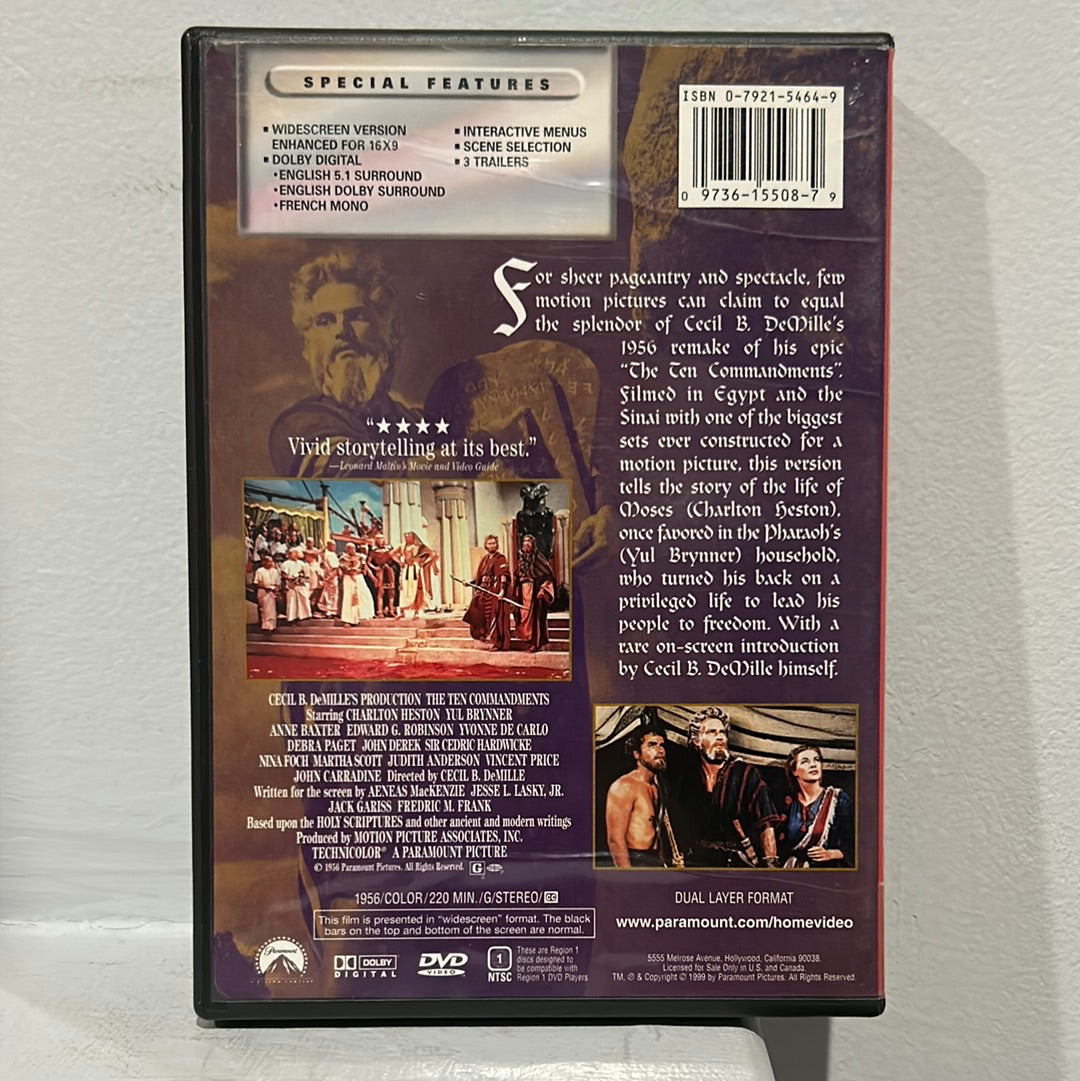 SPECIAL FEATURES
▪ WIDESCREEN VERSION
ENHANCED FOR 16X9
▪ DOLBY DIGITAL
•ENGLISH 5.1 SURROUND
•ENGLISH DOLBY SURROUND
•FRENCH MONO
▪ INTERACTIVE MENUS
▪ SCENE SELECTION
▪ 3 TRAILERS
ISBN 0-7921-5464-9
0 9736-15508-7 9
For sheer pageantry and spectacle, few
motion pictures can claim to equal
the splendor of Cecil B. DeMille's
1956 remake of his epic
"The Ten Commandments".
Filmed in Egypt and the
Sinai with one of the biggest
sets ever constructed for a
motion picture, this version
tells the story of the life of
Moses (Charlton Heston),
once favored in the Pharaoh's
(Yul Brynner) household,
who turned his back on a
privileged life to lead his
people to freedom. With a
rare on-screen introduction
by Cecil B. DeMille himself.
"★★★★
Vivid storytelling at its best."
—Leonard Maltin's Movie and Video Guide
CECIL B. DeMILLE'S PRODUCTION THE TEN COMMANDMENTS
Starring CHARLTON HESTON YUL BRYNNER
ANNE BAXTER EDWARD G. ROBINSON YVONNE DE CARLO
DEBRA PAGET JOHN DEREK SIR CEDRIC HARDWICKE
NINA FOCH MARTHA SCOTT JUDITH ANDERSON VINCENT PRICE
JOHN CARRADINE Directed by CECIL B. DeMILLE
Written for the screen by AENEAS MacKENZIE JESSE L. LASKY, JR.
JACK GARISS FREDRIC M. FRANK
Based upon the HOLY SCRIPTURES and other ancient and modern writings
Produced by MOTION PICTURE ASSOCIATES, INC.
TECHNICOLOR® A PARAMOUNT PICTURE
© 1956 Paramount Pictures. All Rights Reserved. G
1956/COLOR/220 MIN./G/STEREO/CC
This film is presented in "widescreen" format. The black
bars on the top and bottom of the screen are normal.
DUAL LAYER FORMAT
www.paramount.com/homevideo
Paramount
DOLBY
DIGITAL
DVD
VIDEO
1
NTSC
These are Region 1
discs designed to
be compatible with
Region 1 DVD Players
5555 Melrose Avenue, Hollywood, California 90038.
Licensed for Sale Only in U.S. and Canada.
TM, ® & Copyright © 1999 by Paramount Pictures. All Rights Reserved.